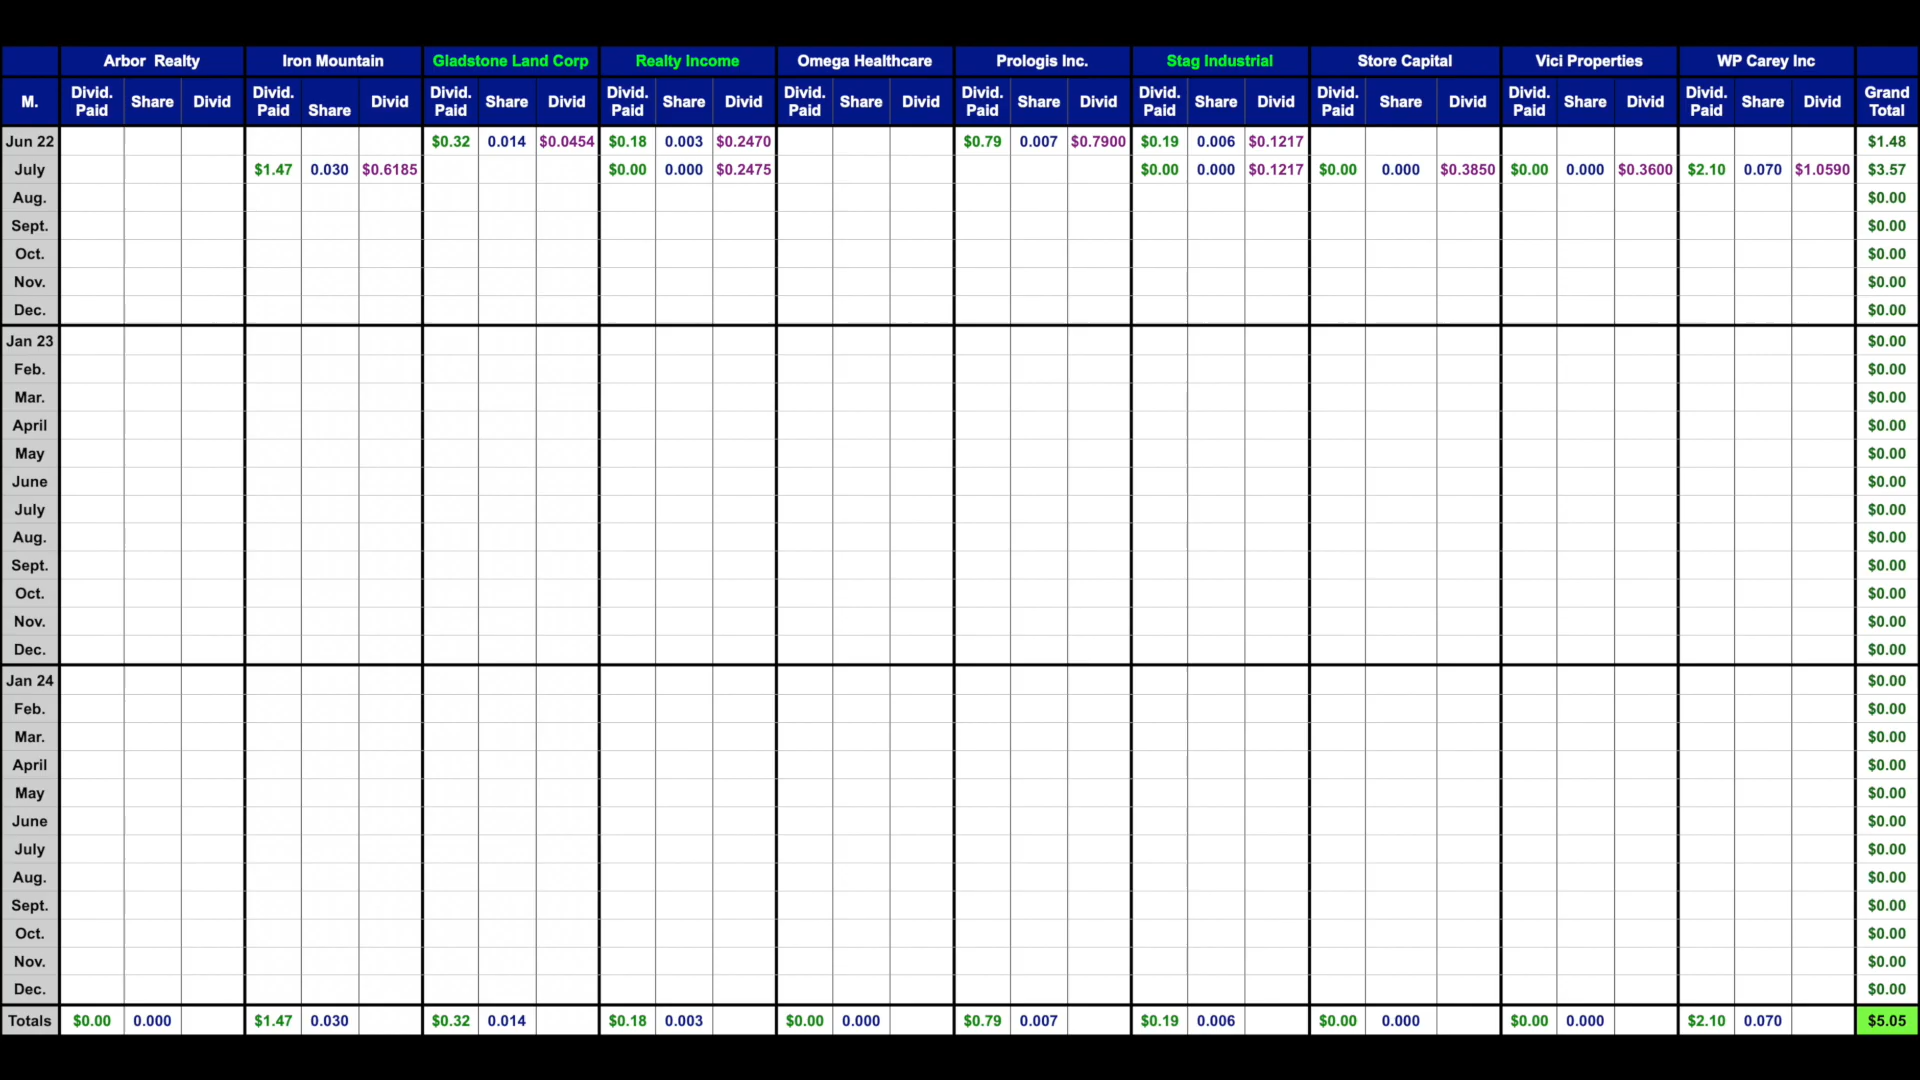 Arbor  Realty Iron Mountain Gladstone Land Corp Realty Income Omega Healthcare Prologis Inc. Stag Industrial Store Capital Vici Properties WP Carey Inc
M. Divid. Paid Share Divid Divid. Paid Share Divid Divid. Paid Share Divid Divid. Paid Share Divid Divid. Paid Share Divid Divid. Paid Share Divid Divid. Paid Share Divid Divid. Paid Share Divid Divid. Paid Share Divid Divid. Paid Share Divid Grand Total
Jun 22 $0.32 0.014 $0.0454 $0.18 0.003 $0.2470 $0.79 0.007 $0.7900 $0.19 0.006 $0.1217 $1.48
July $1.47 0.030 $0.6185 $0.00 0.000 $0.2475 $0.00 0.000 $0.1217 $0.00 0.000 $0.3850 $0.00 0.000 $0.3600 $2.10 0.070 $1.0590 $3.57
Aug. $0.00
Sept. $0.00
Oct. $0.00
Nov. $0.00
Dec. $0.00
Jan 23 $0.00
Feb. $0.00
Mar. $0.00
April $0.00
May $0.00
June $0.00
July $0.00
Aug. $0.00
Sept. $0.00
Oct. $0.00
Nov. $0.00
Dec. $0.00
Jan 24 $0.00
Feb. $0.00
Mar. $0.00
April $0.00
May $0.00
June $0.00
July $0.00
Aug. $0.00
Sept. $0.00
Oct. $0.00
Nov. $0.00
Dec. $0.00
Totals $0.00 0.000 $1.47 0.030 $0.32 0.014 $0.18 0.003 $0.00 0.000 $0.79 0.007 $0.19 0.006 $0.00 0.000 $0.00 0.000 $2.10 0.070 $5.05